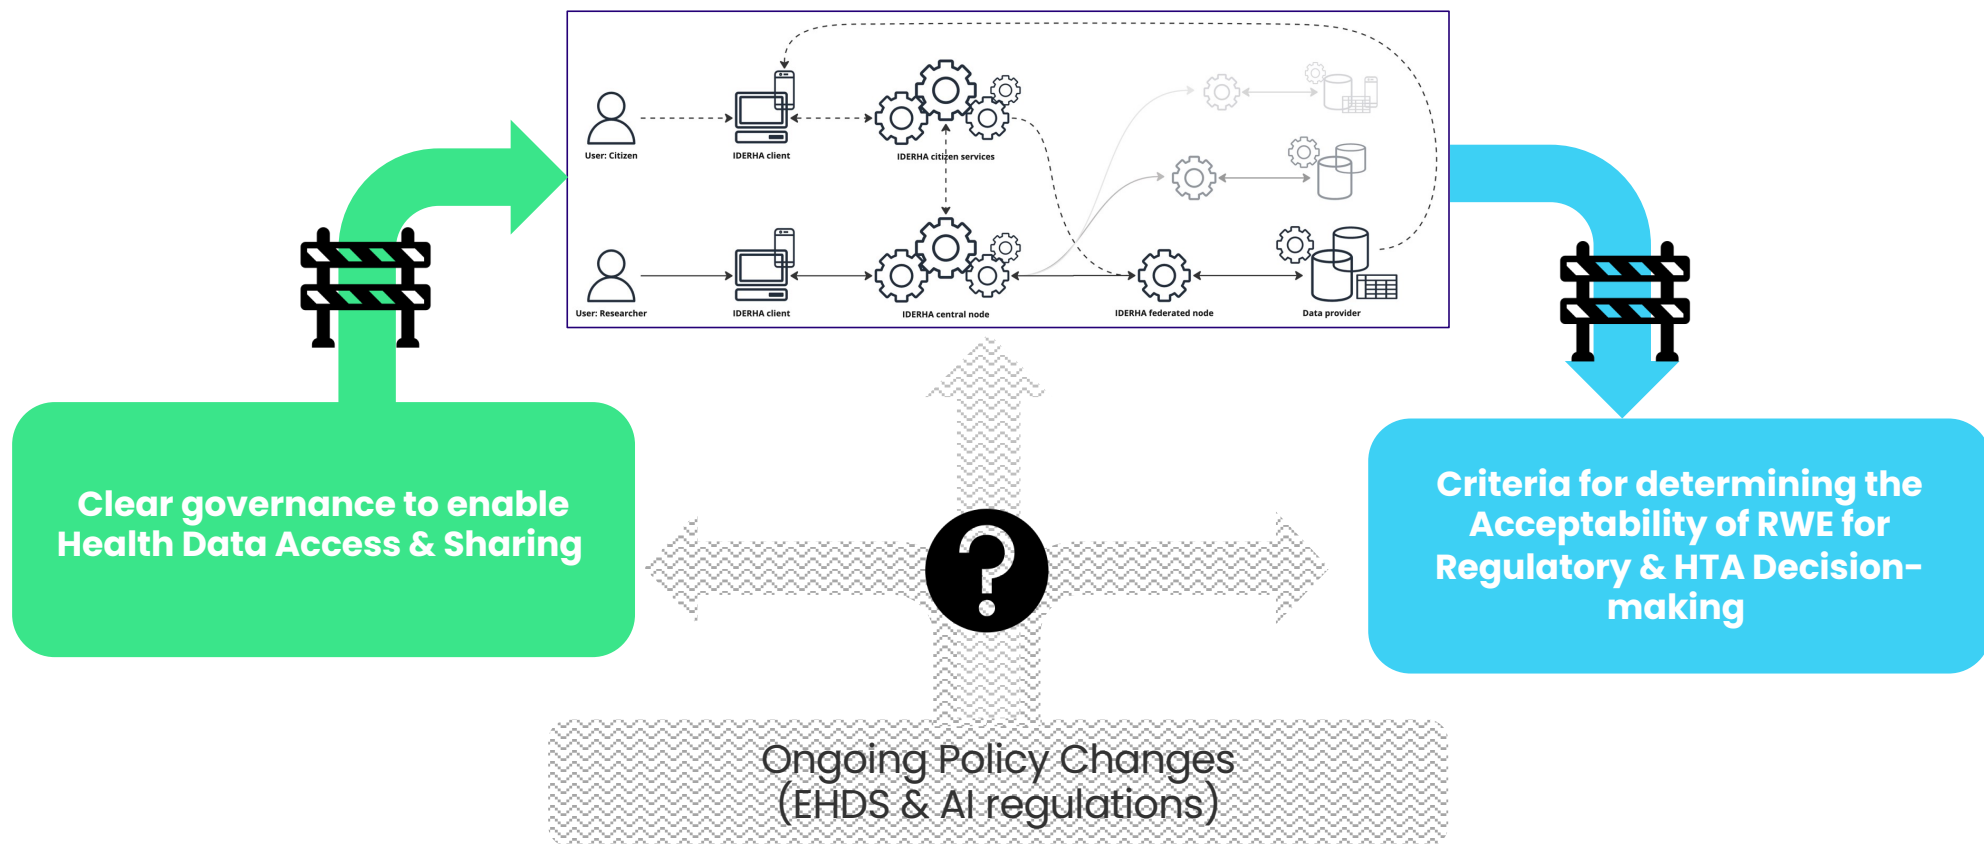 User: Citizen
IDERHA client
IDERHA citizen services
User: Researcher
IDERHA client
IDERHA central node
IDERHA federated node
Data provider
Clear governance to enable
Health Data Access & Sharing
Criteria for determining the
Acceptability of RWE for
Regulatory & HTA Decision-
making
?
Ongoing Policy Changes
(EHDS & AI regulations)